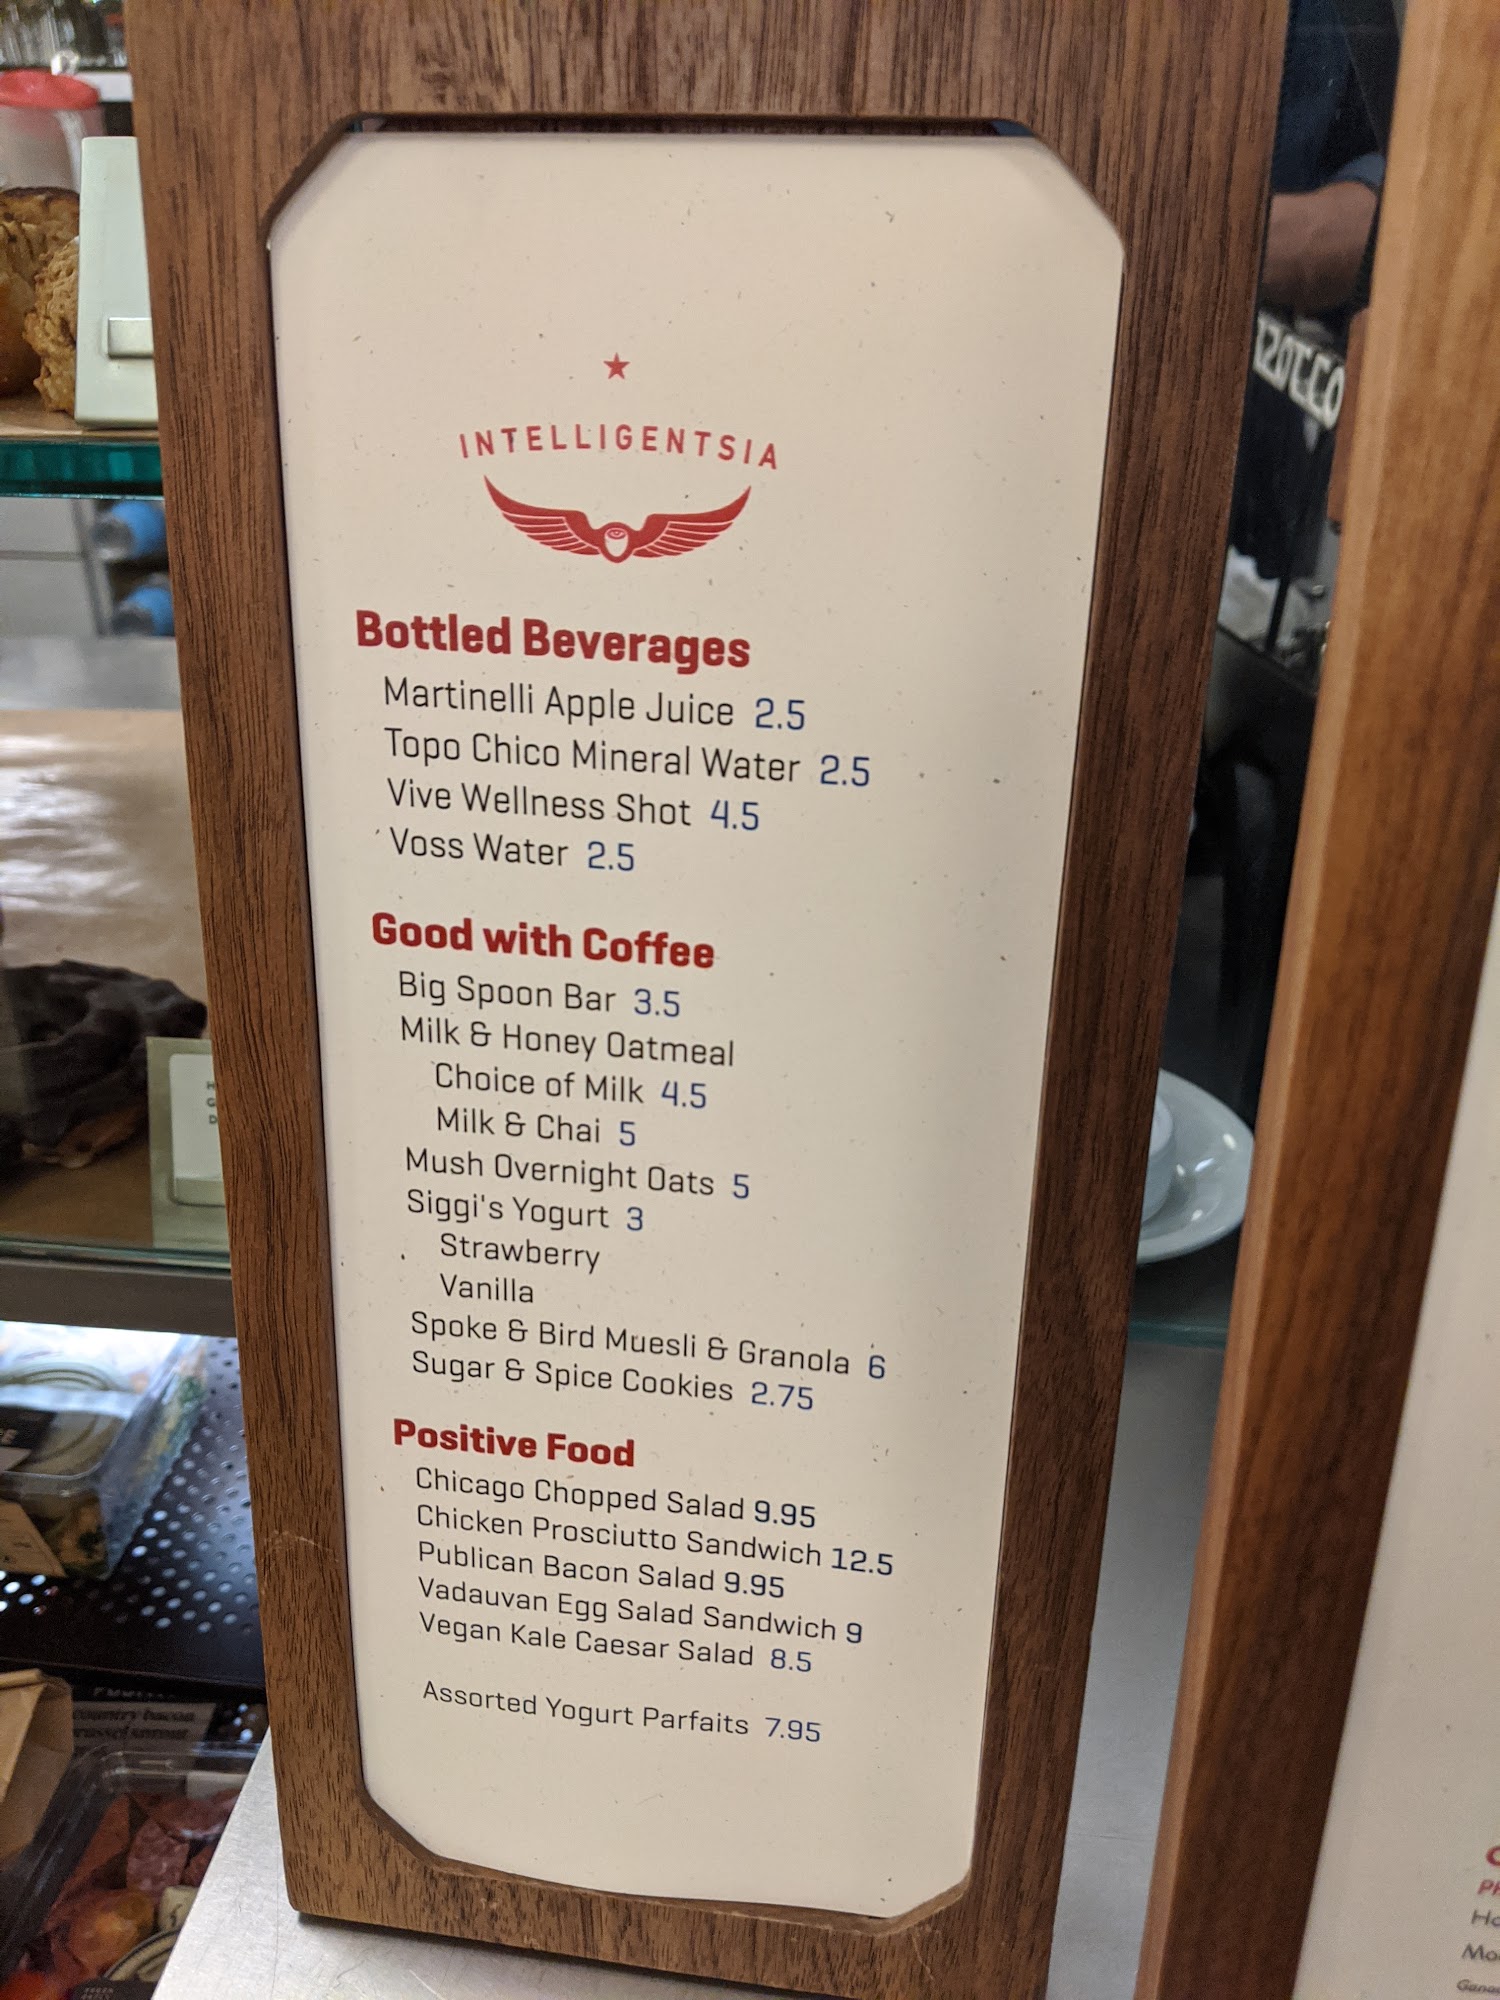 INTELLIGENTSIA
Bottled Beverages
Martinelli Apple Juice 2.5
Topo Chico Mineral Water 2.5
Vive Wellness Shot 4.5
Voss Water 2.5
Good with Coffee
Big Spoon Bar 3.5
Milk & Honey Oatmeal
Choice of Milk 4.5
Milk & Chai 5
Mush Overnight Oats 5
Siggi's Yogurt 3
Strawberry
Vanilla
Spoke & Bird Muesli & Granola 6
Sugar & Spice Cookies 2.75
Positive Food
Chicago Chopped Salad 9.95
Chicken Prosciutto Sandwich 12.5
Publican Bacon Salad 9.95
Vadauvan Egg Salad Sandwich 9
Vegan Kale Caesar Salad 8.5
Assorted Yogurt Parfaits 7.95
country bacon